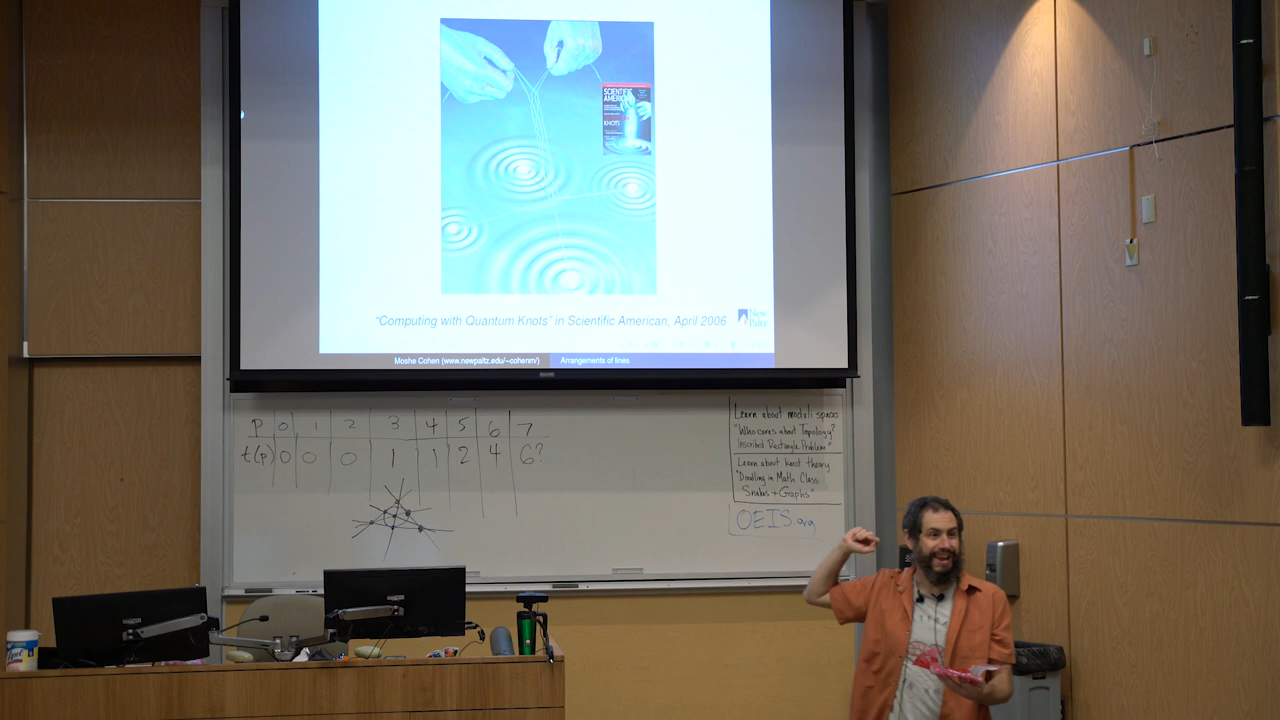 SCIENTIFIC
AMERICAN
KNOTS
"Computing with Quantum Knots" in Scientific American, April 2006
New
Paltz
Moshe Cohen (www.newpaltz.edu/~cohenm/)
Arrangements of lines
P 0 1 2 3 4 5 6 7
t(p) 0 0 0 1 1 2 4 6?
Learn about moduli spaces
"Who cares about Topology?
Inscribed Rectangle Problem"
Learn about knot theory
"Doodling in Math Class:
Snakes + Graphs"
OEIS.org